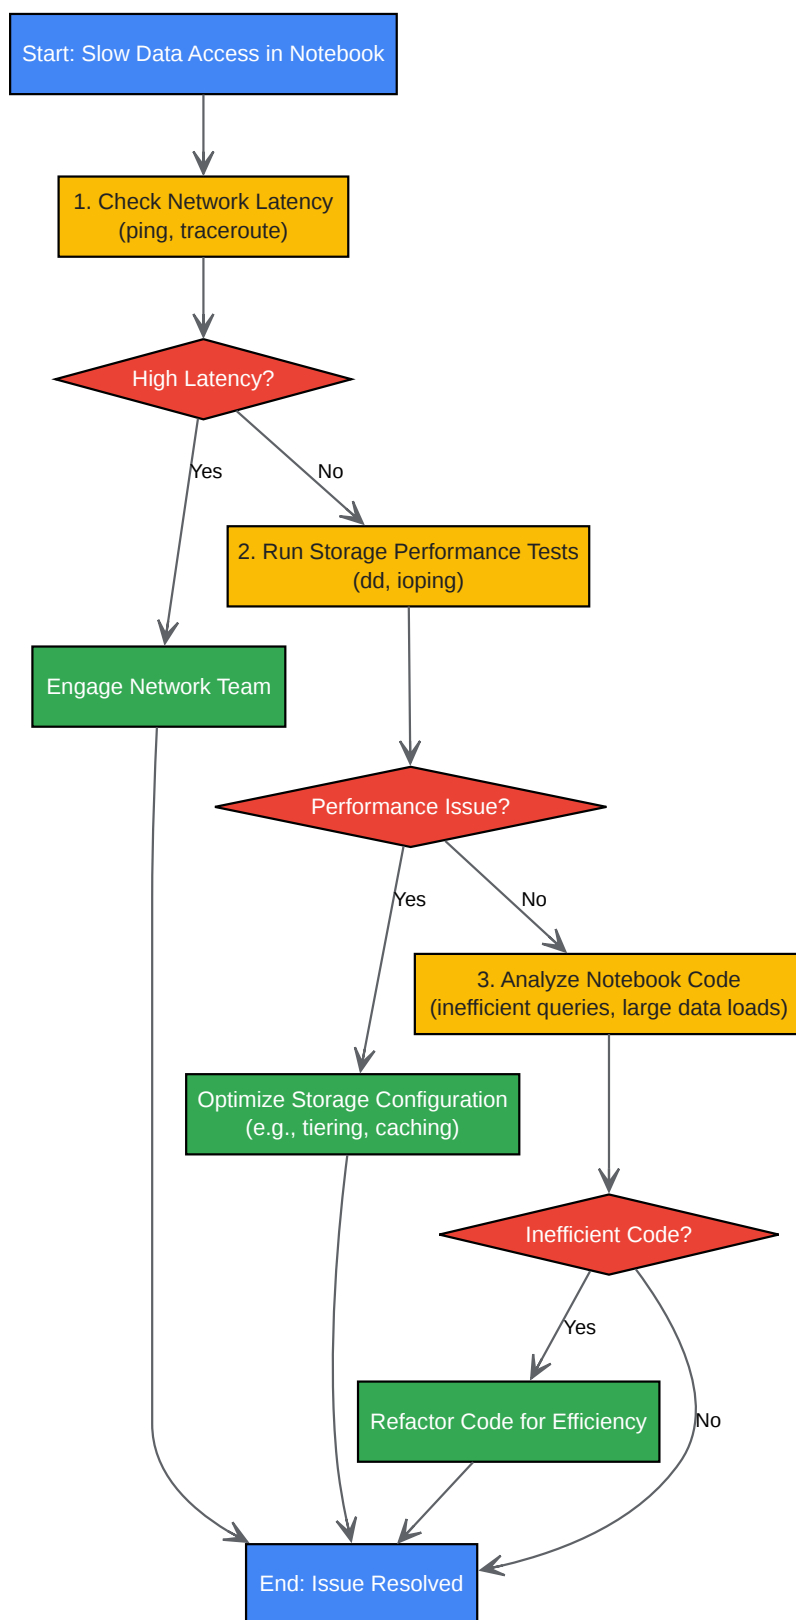 Start: Slow Data Access in Notebook
1. Check Network Latency
(ping, traceroute)
High Latency?
Yes
No
2. Run Storage Performance Tests
(dd, ioping)
Engage Network Team
Performance Issue?
Yes
No
3. Analyze Notebook Code
(inefficient queries, large data loads)
Optimize Storage Configuration
(e.g., tiering, caching)
Inefficient Code?
Yes
Refactor Code for Efficiency
No
End: Issue Resolved